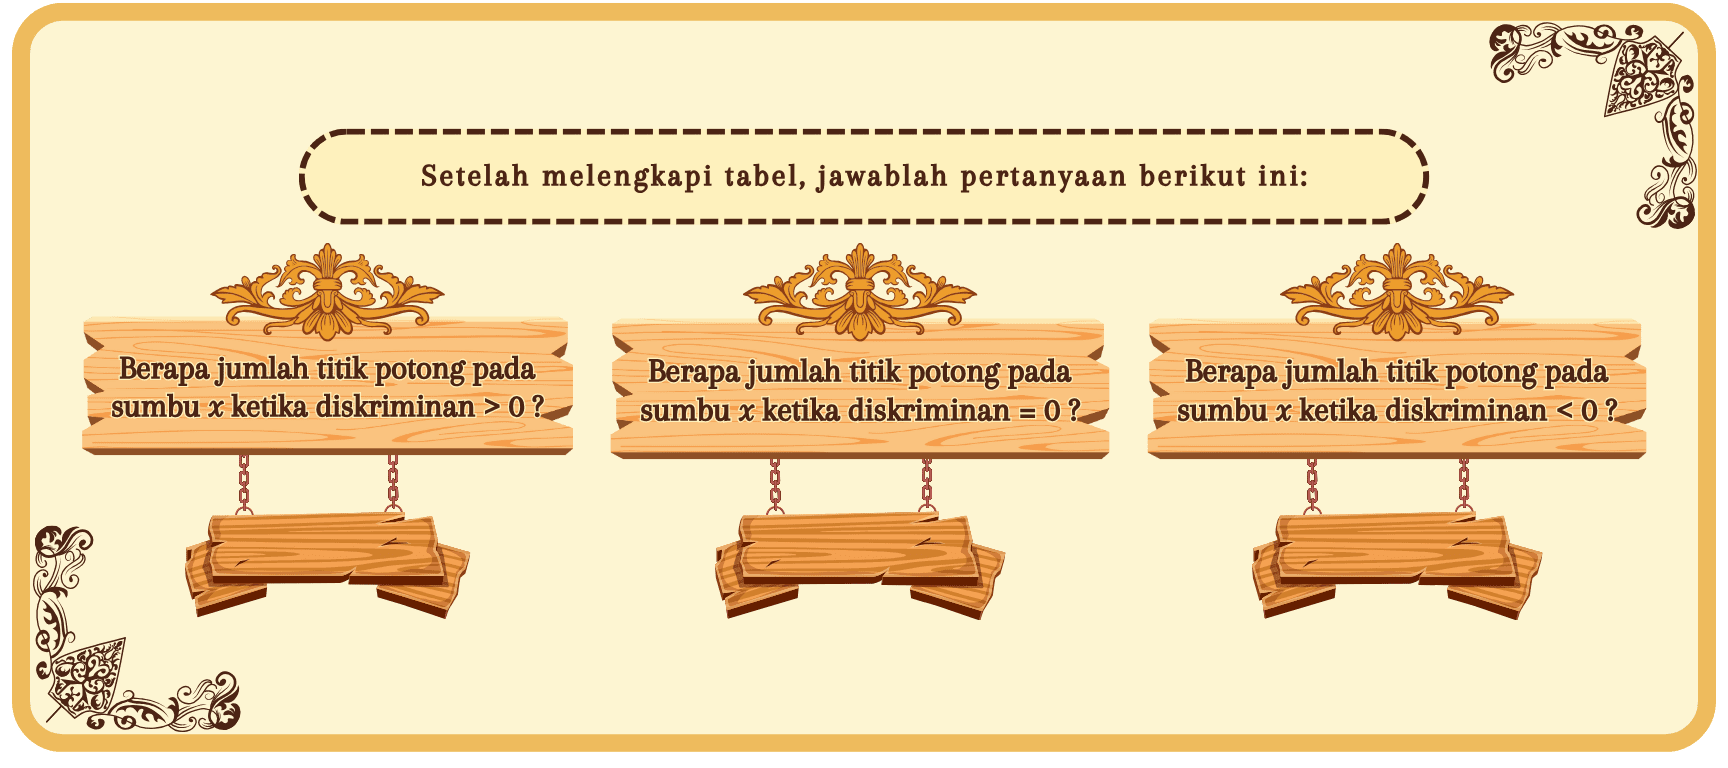 Setelah melengkapi tabel, jawablah pertanyaan berikut ini:
Berapa jumlah titik potong pada
sumbu x ketika diskriminan > 0 ?
Berapa jumlah titik potong pada
sumbu x ketika diskriminan = 0 ?
Berapa jumlah titik potong pada
sumbu x ketika diskriminan < 0 ?